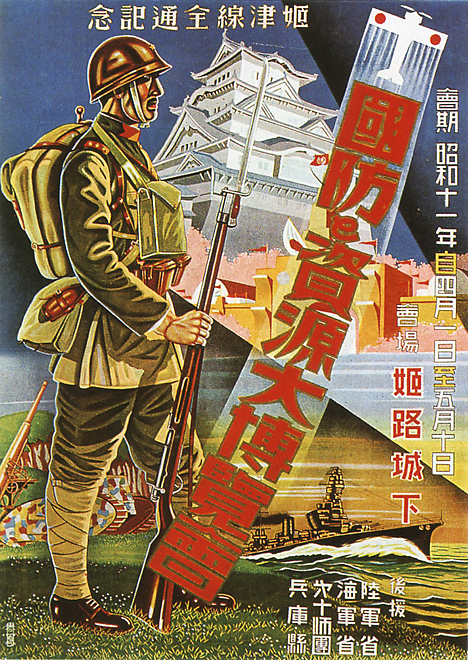 姫津線全通記念
國防と資源大博覽會
會期 昭和十一年自四月一日至五月十日
會場 姫路城下
後援
陸軍省
海軍省
第十師團
兵庫縣